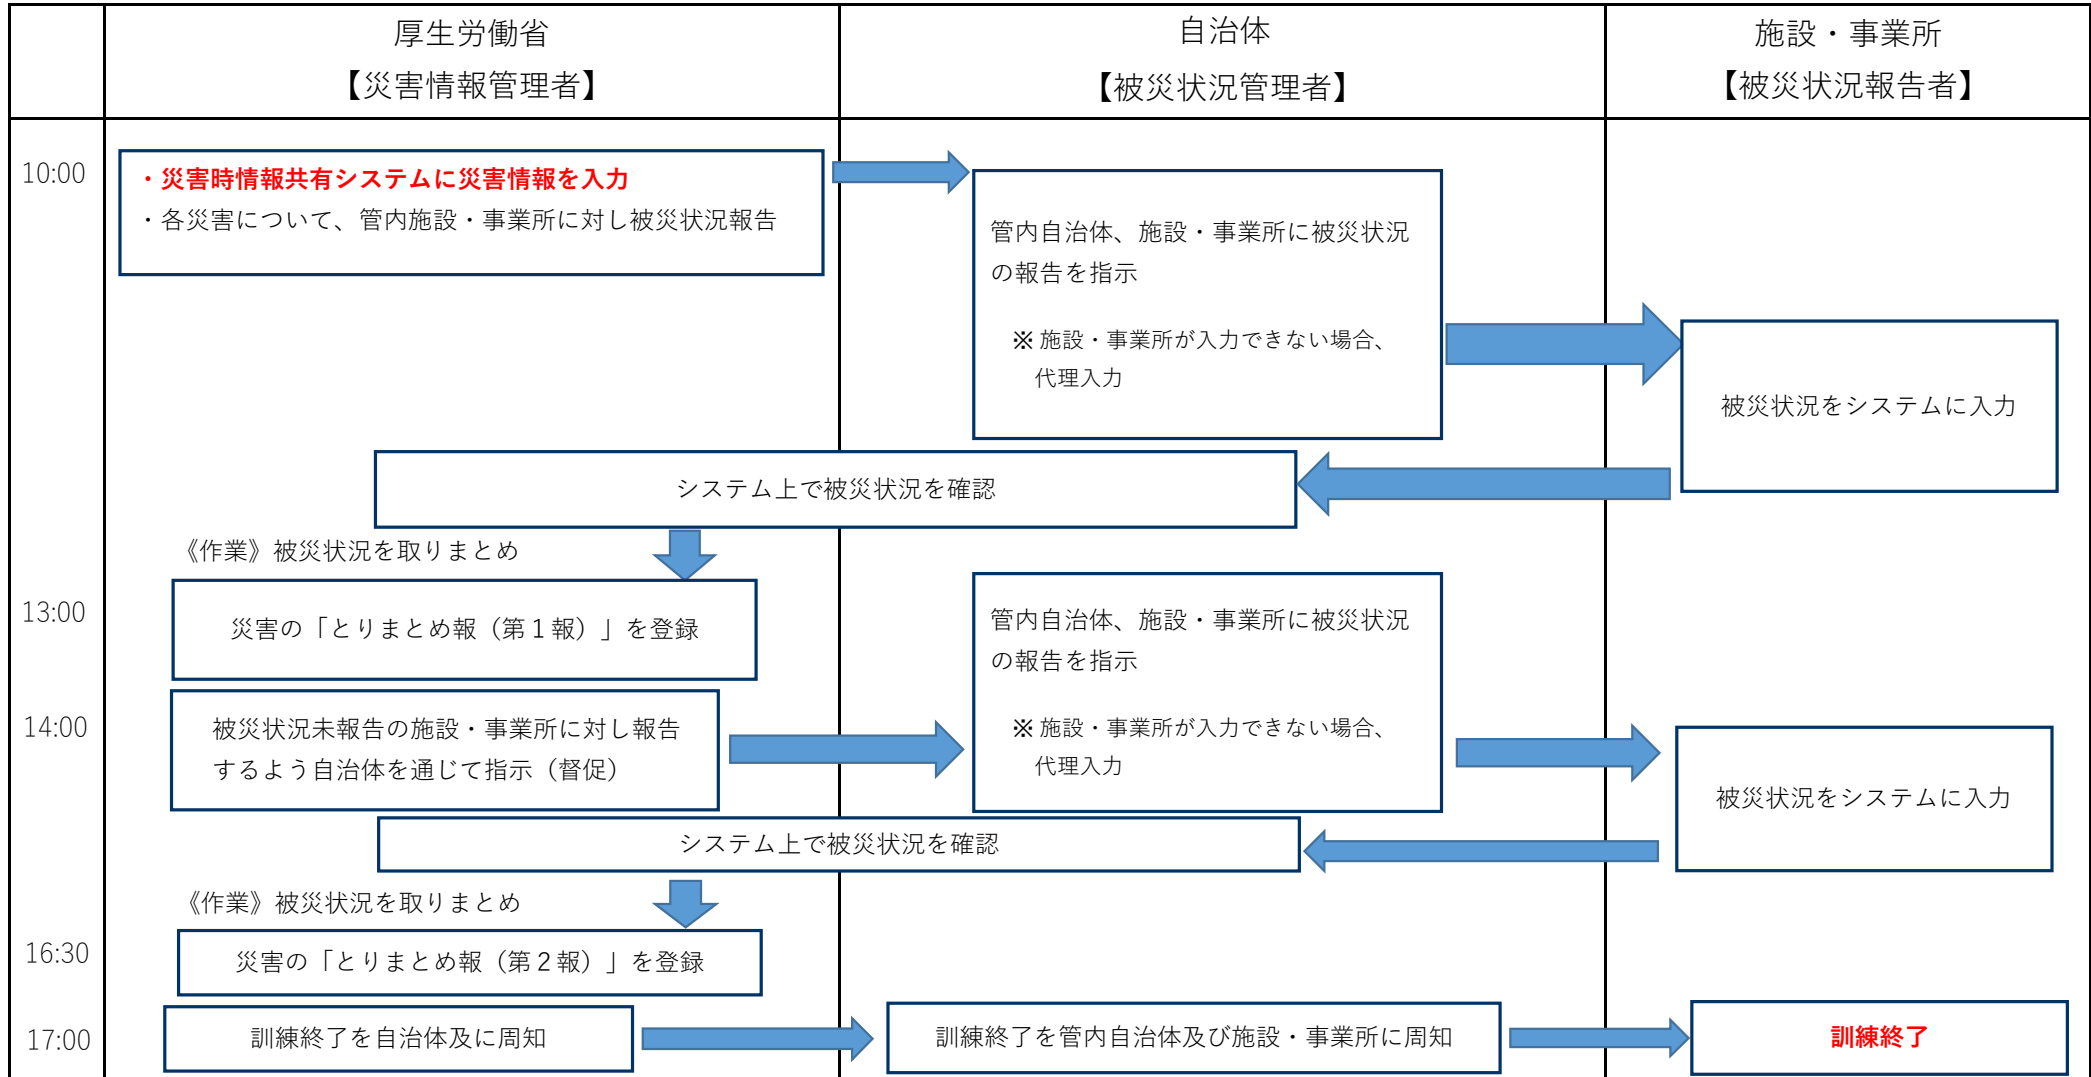 厚生労働省
【災害情報管理者】
自治体
【被災状況管理者】
施設・事業所
【被災状況報告者】
10:00
・災害時情報共有システムに災害情報を入力
・各災害について、管内施設・事業所に対し被災状況報告
管内自治体、施設・事業所に被災状況
の報告を指示
※ 施設・事業所が入力できない場合、
代理入力
被災状況をシステムに入力
システム上で被災状況を確認
《作業》被災状況を取りまとめ
13:00
災害の「とりまとめ報（第１報）」を登録
管内自治体、施設・事業所に被災状況
の報告を指示
※ 施設・事業所が入力できない場合、
代理入力
14:00
被災状況未報告の施設・事業所に対し報告
するよう自治体を通じて指示（督促）
被災状況をシステムに入力
システム上で被災状況を確認
《作業》被災状況を取りまとめ
16:30
災害の「とりまとめ報（第２報）」を登録
17:00
訓練終了を自治体及に周知
訓練終了を管内自治体及び施設・事業所に周知
訓練終了